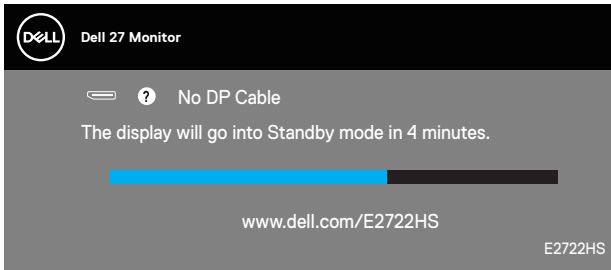 DELL
Dell 27 Monitor
? No DP Cable
The display will go into Standby mode in 4 minutes.
www.dell.com/E2722HS
E2722HS